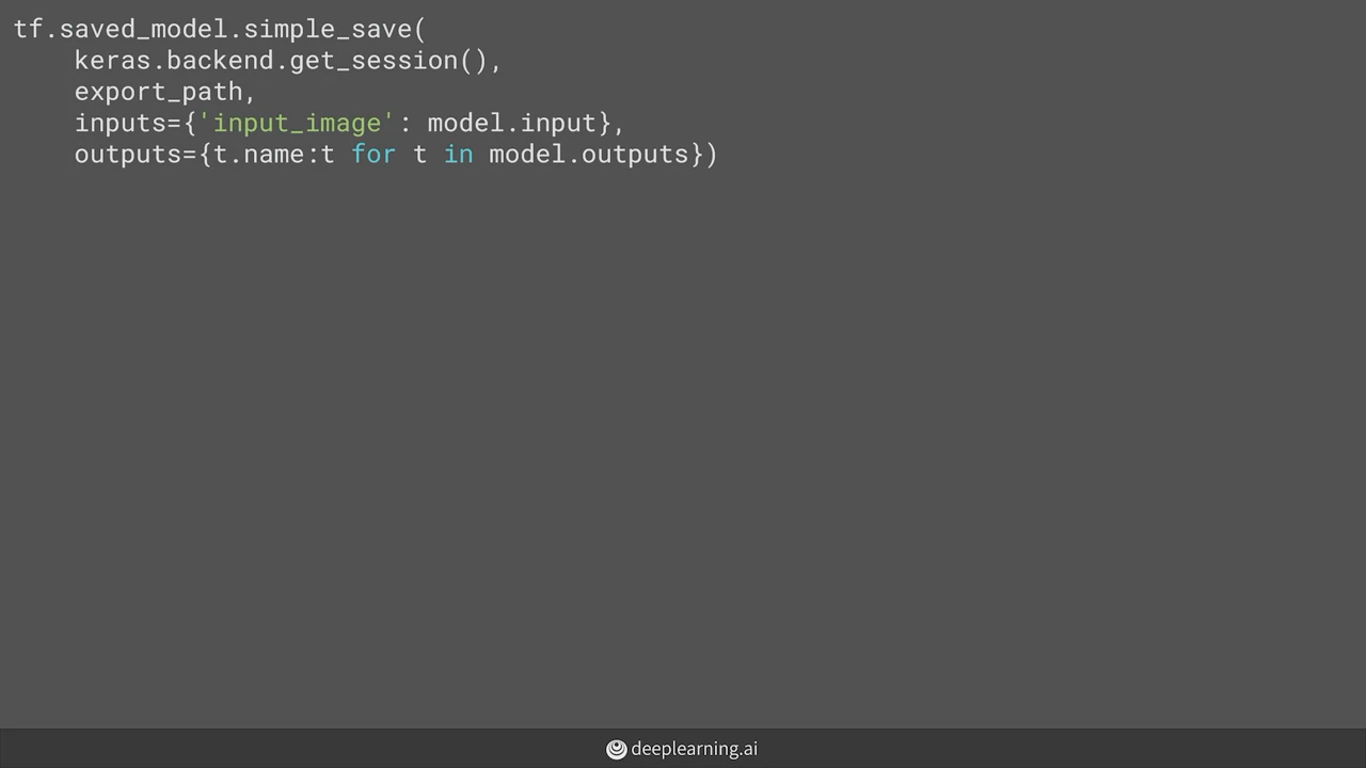 tf.saved_model.simple_save(
    keras.backend.get_session(),
    export_path,
    inputs={'input_image': model.input},
    outputs={t.name:t for t in model.outputs})
deeplearning.ai